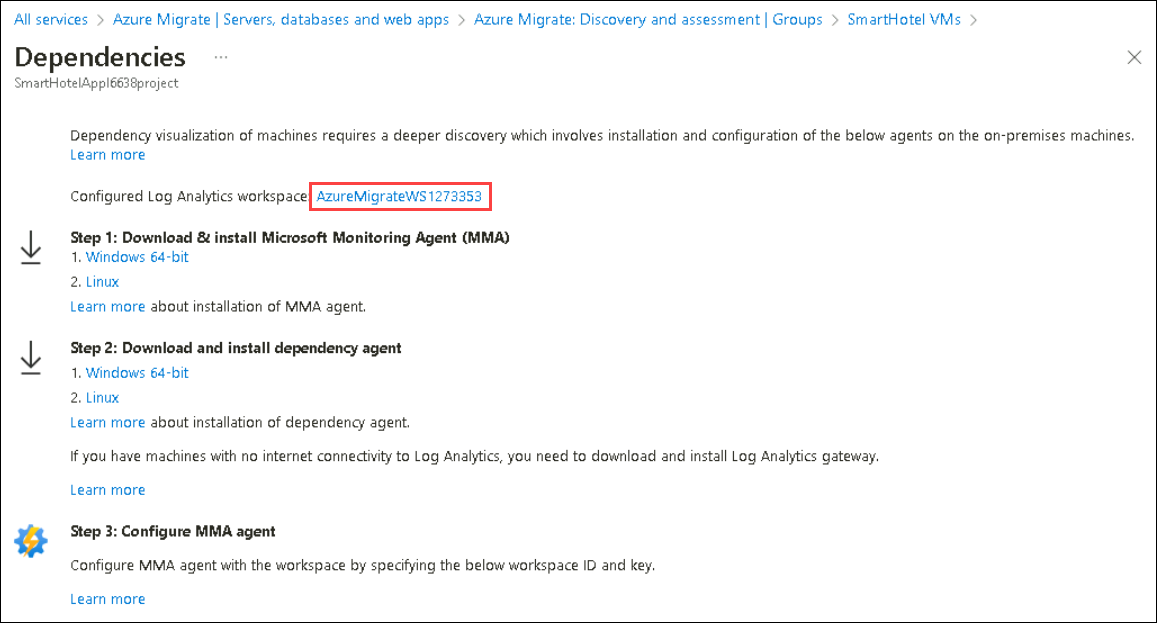 All services > Azure Migrate | Servers, databases and web apps > Azure Migrate: Discovery and assessment | Groups > SmartHotel VMs >
Dependencies ...
SmartHotelAppl6638project
Dependency visualization of machines requires a deeper discovery which involves installation and configuration of the below agents on the on-premises machines.
Learn more
Configured Log Analytics workspace: AzureMigrateWS1273353
Step 1: Download & install Microsoft Monitoring Agent (MMA)
1. Windows 64-bit
2. Linux
Learn more about installation of MMA agent.
Step 2: Download and install dependency agent
1. Windows 64-bit
2. Linux
Learn more about installation of dependency agent.
If you have machines with no internet connectivity to Log Analytics, you need to download and install Log Analytics gateway.
Learn more
Step 3: Configure MMA agent
Configure MMA agent with the workspace by specifying the below workspace ID and key.
Learn more